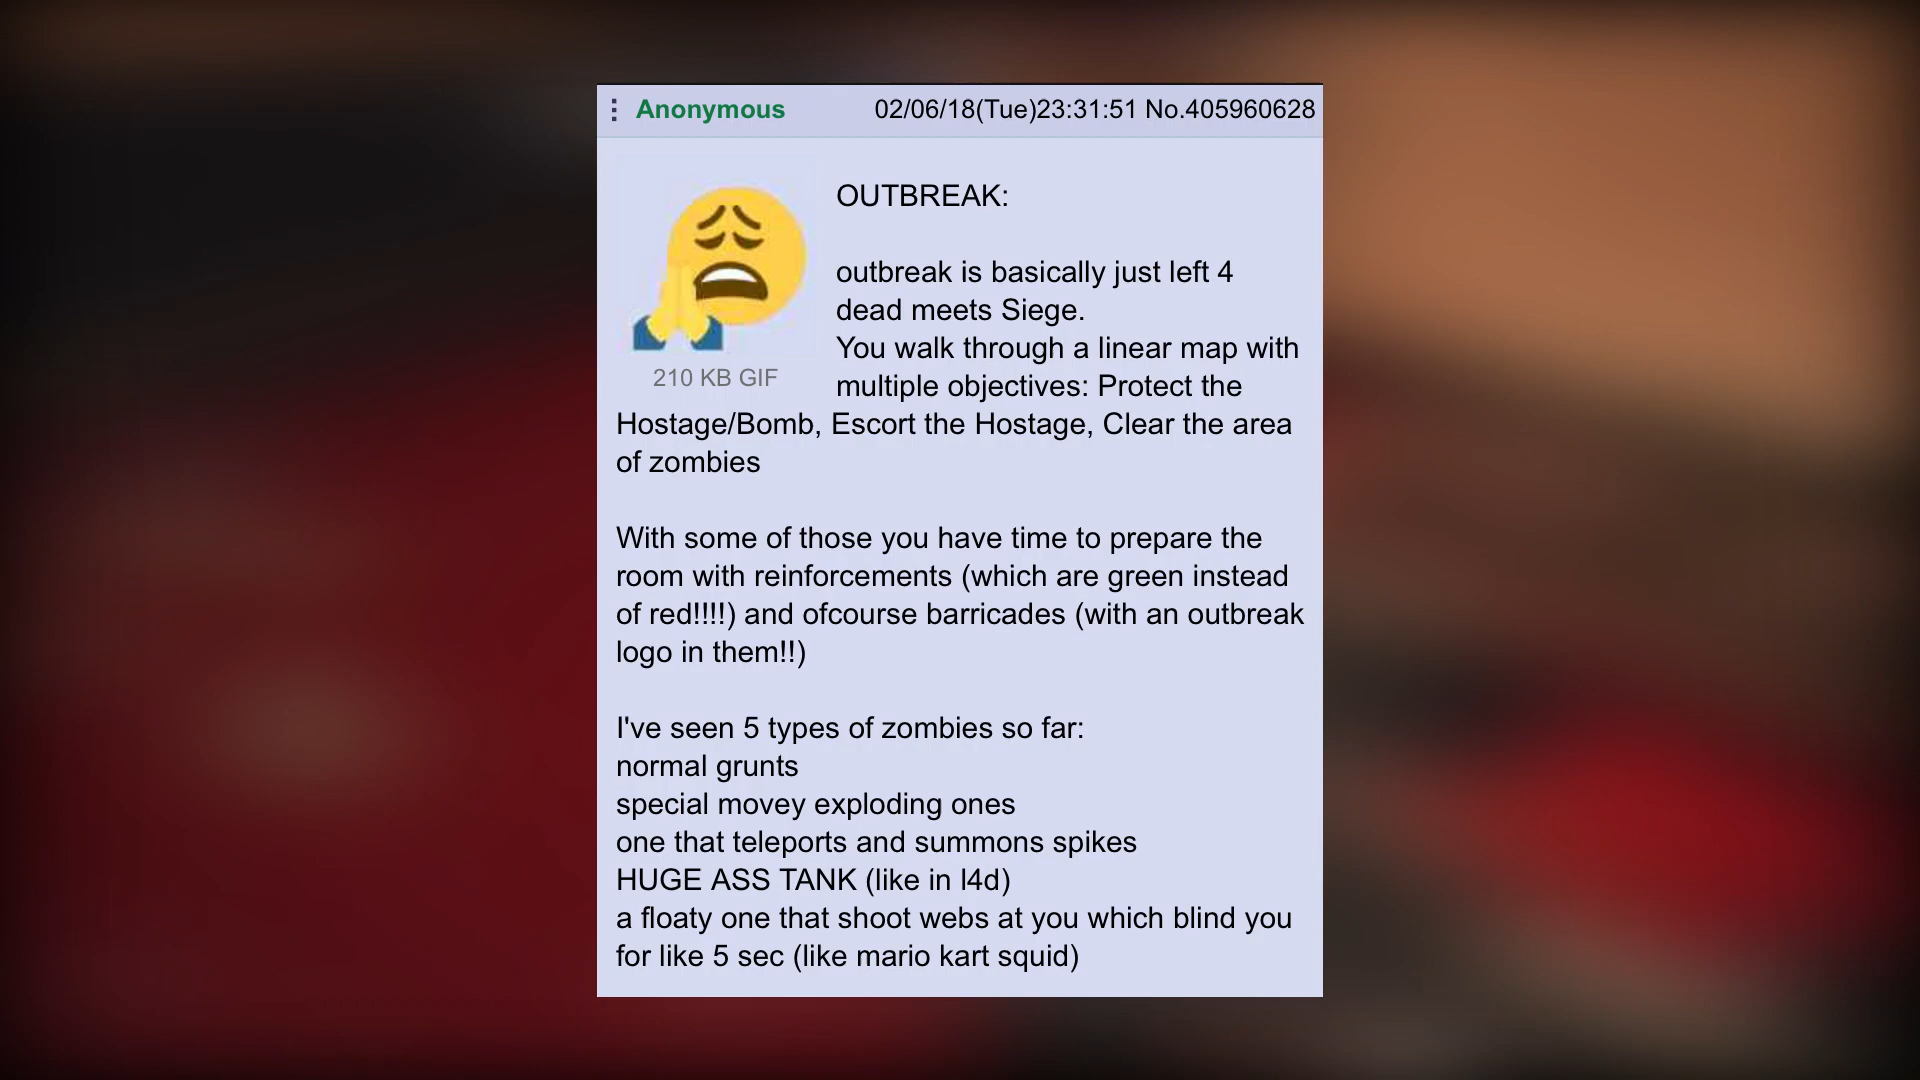 Anonymous 02/06/18(Tue)23:31:51 No.405960628
OUTBREAK:
outbreak is basically just left 4
dead meets Siege.
You walk through a linear map with
210 KB GIF
multiple objectives: Protect the
Hostage/Bomb, Escort the Hostage, Clear the area
of zombies
With some of those you have time to prepare the
room with reinforcements (which are green instead
of red!!!!) and ofcourse barricades (with an outbreak
logo in them!!)
I've seen 5 types of zombies so far:
normal grunts
special movey exploding ones
one that teleports and summons spikes
HUGE ASS TANK (like in l4d)
a floaty one that shoot webs at you which blind you
for like 5 sec (like mario kart squid)